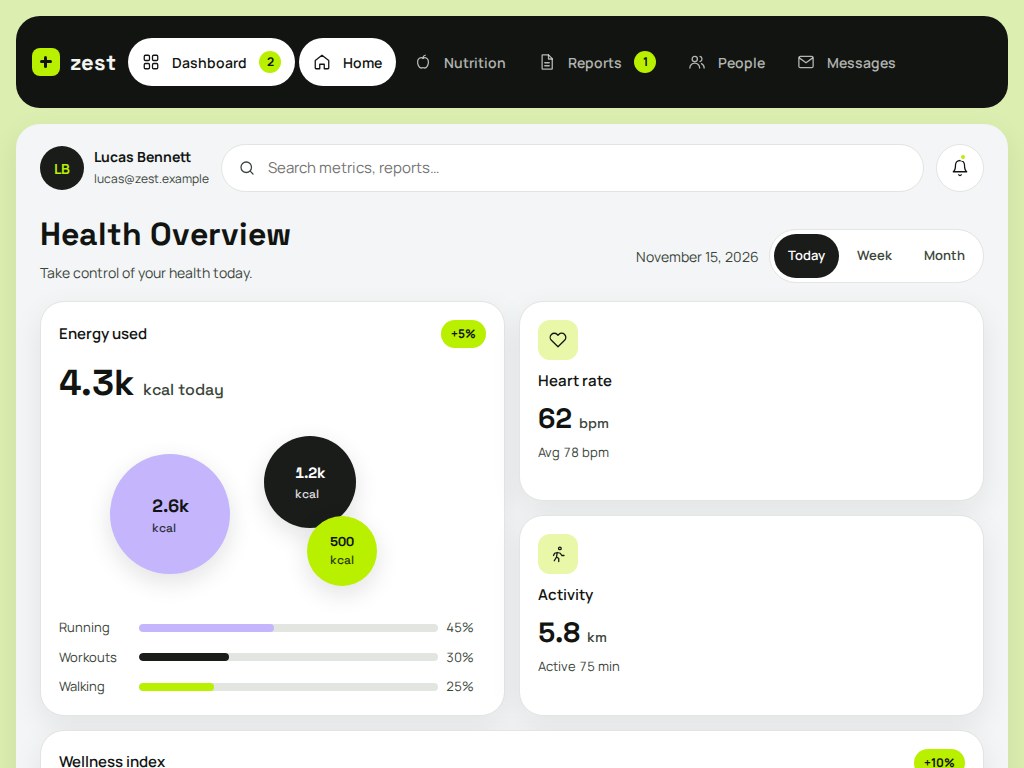 zest
Dashboard 2
Home
Nutrition
Reports 1
People
Messages
LB
Lucas Bennett
lucas@zest.example
Search metrics, reports…
Health Overview
Take control of your health today.
November 15, 2026
Today
Week
Month
Energy used
+5%
4.3k kcal today
2.6k
kcal
1.2k
kcal
500
kcal
Running 45%
Workouts 30%
Walking 25%
Heart rate
62 bpm
Avg 78 bpm
Activity
5.8 km
Active 75 min
Wellness index
+10%